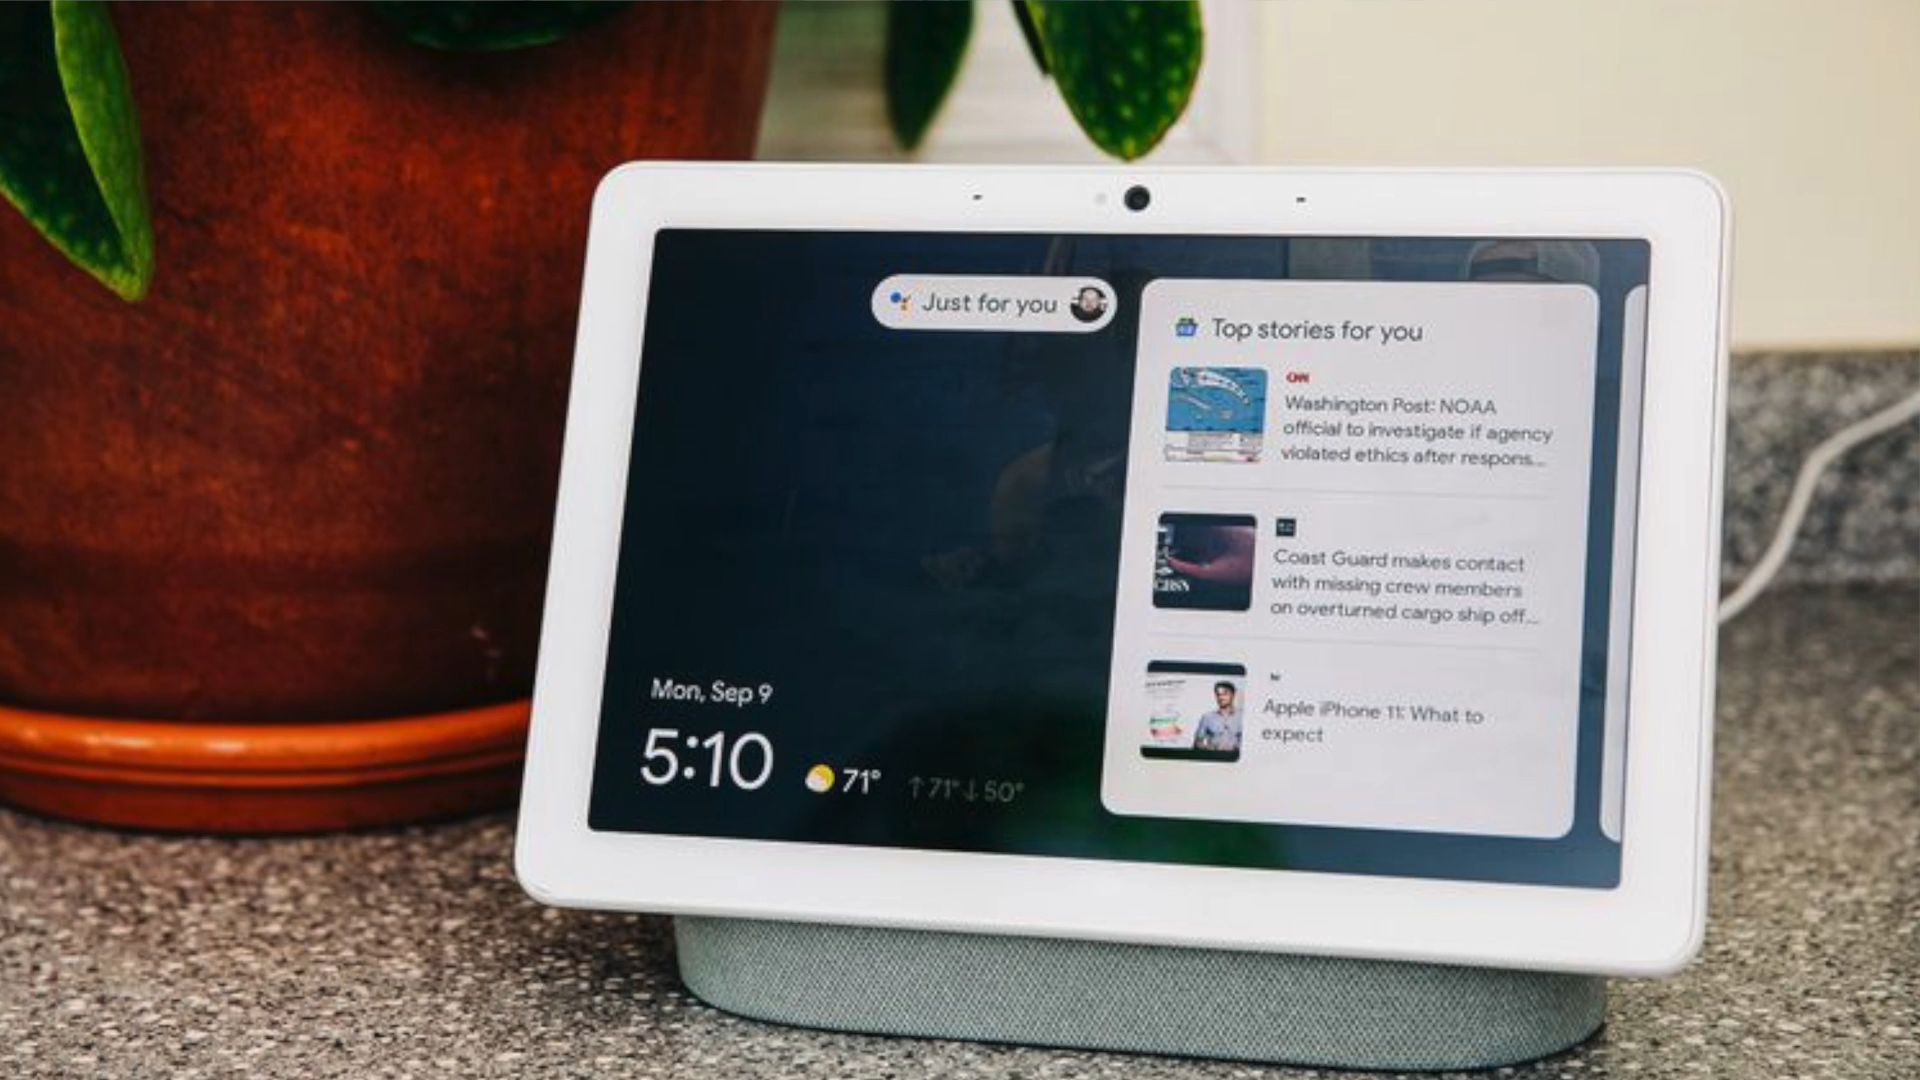 Just for you
Top stories for you
CNN
Washington Post: NOAA
official to investigate if agency
violated ethics after respons...
CBSN
Coast Guard makes contact
with missing crew members
on overturned cargo ship off...
Apple iPhone 11: What to
expect
Mon, Sep 9
5:10
71° ↑71° ↓50°